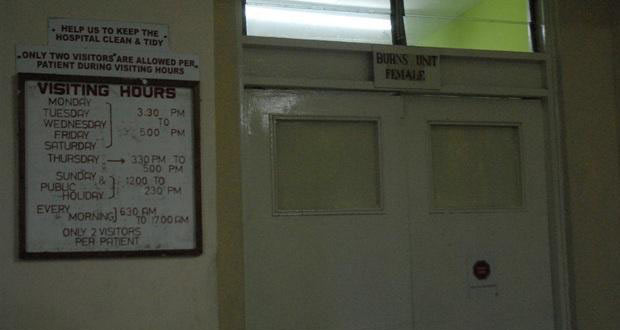 HELP US TO KEEP THE
HOSPITAL CLEAN & TIDY
ONLY TWO VISITORS ARE ALLOWED PER
PATIENT DURING VISITING HOURS
VISITING HOURS
MONDAY
TUESDAY 3.30 PM
WEDNESDAY TO
FRIDAY 5.00 PM
SATURDAY
THURSDAY → 3.30 PM TO
5.00 PM
SUNDAY & 12.00 TO
PUBLIC 2.30 PM
HOLIDAY
EVERY 6.30 AM
MORNING TO 17.00 AM
ONLY 2 VISITORS
PER PATIENT
BURNS UNIT
FEMALE